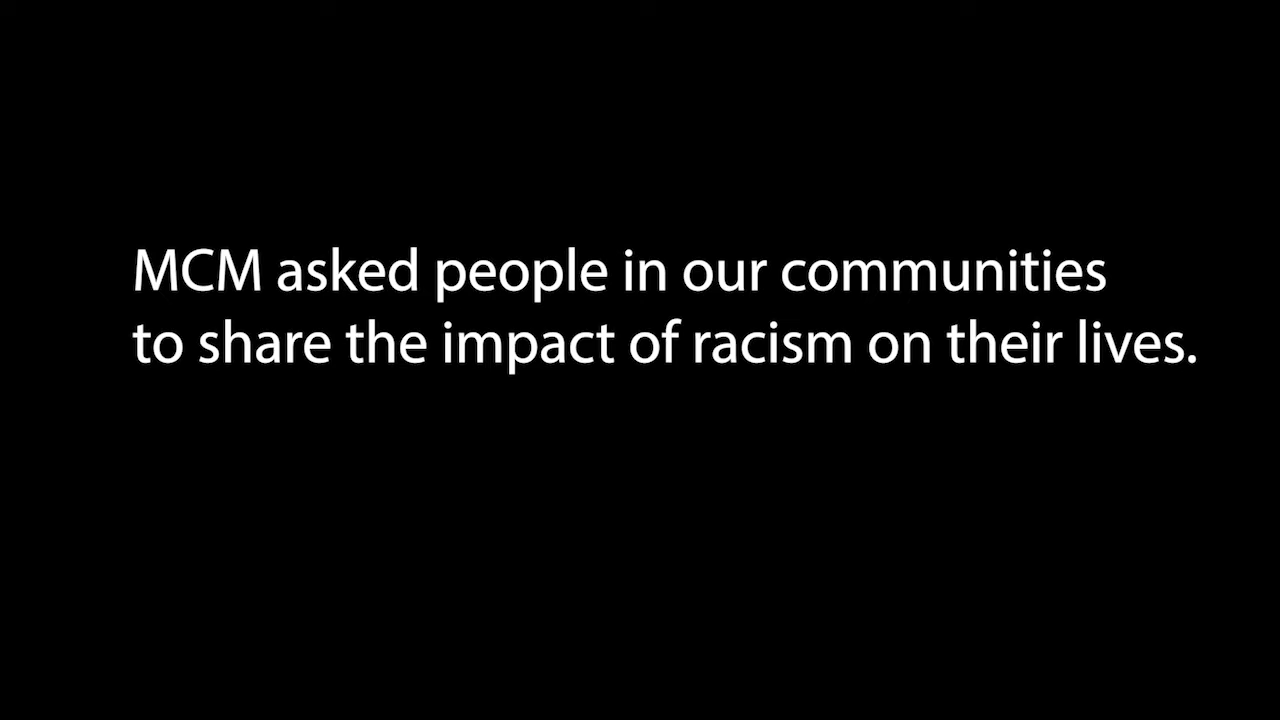 MCM asked people in our communities
to share the impact of racism on their lives.